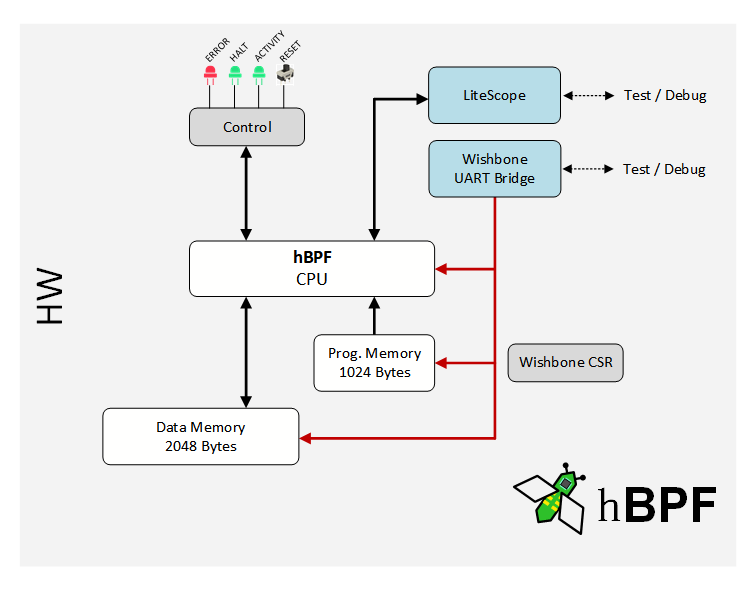 ERROR
HALT
ACTIVITY
RESET
Control
LiteScope
Test / Debug
Wishbone
UART Bridge
Test / Debug
hBPF
CPU
HW
Prog. Memory
1024 Bytes
Wishbone CSR
Data Memory
2048 Bytes
hBPF